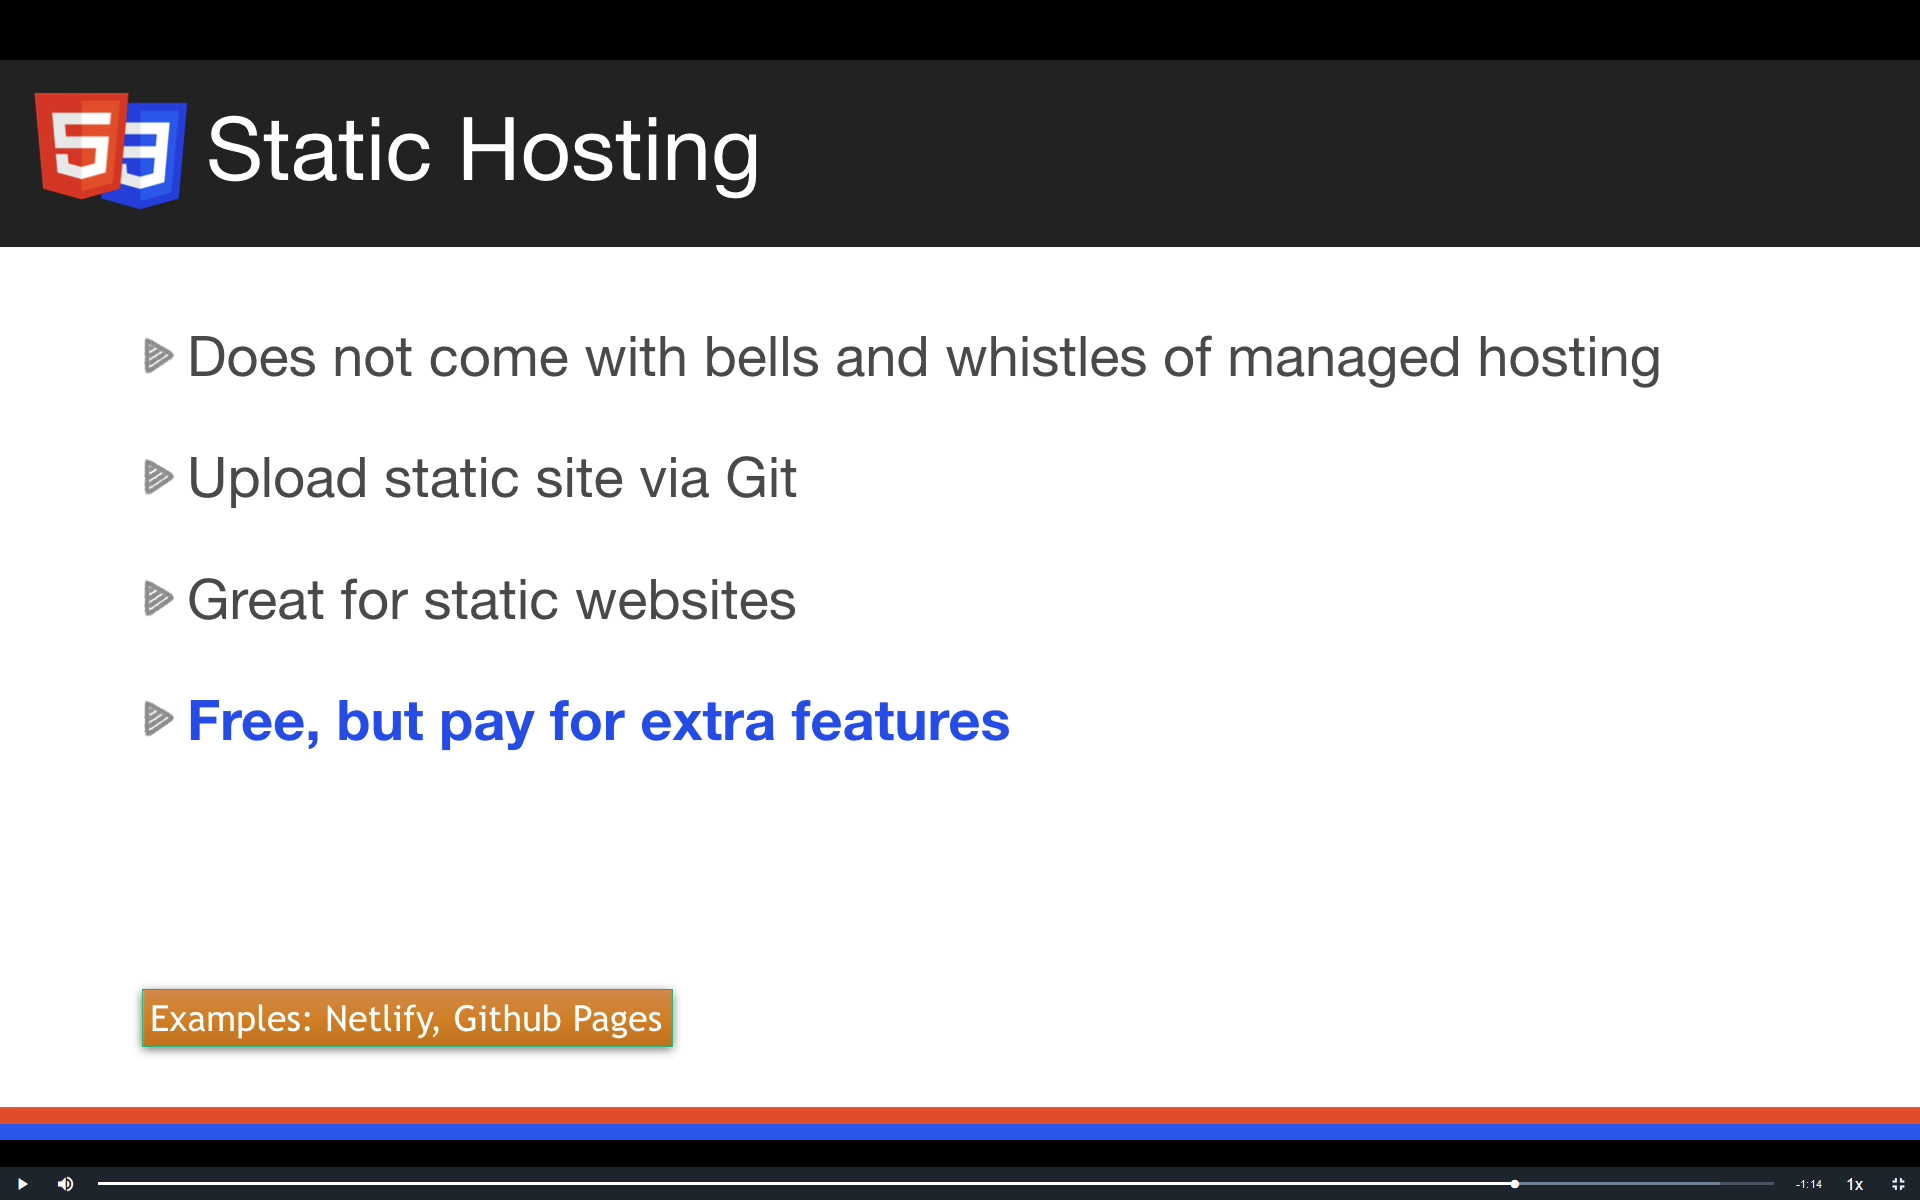 53
Static Hosting
Does not come with bells and whistles of managed hosting
Upload static site via Git
Great for static websites
Free, but pay for extra features
Examples: Netlify, Github Pages
-1:14
1x